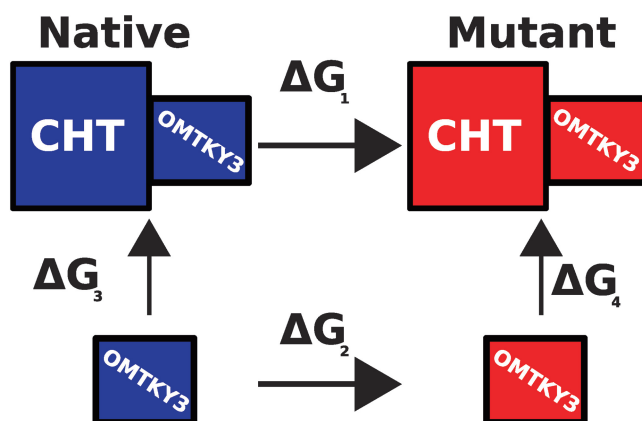 Native
Mutant
ΔG₁
CHT
OMTKY3
CHT
OMTKY3
ΔG₃
ΔG₄
ΔG₂
OMTKY3
OMTKY3